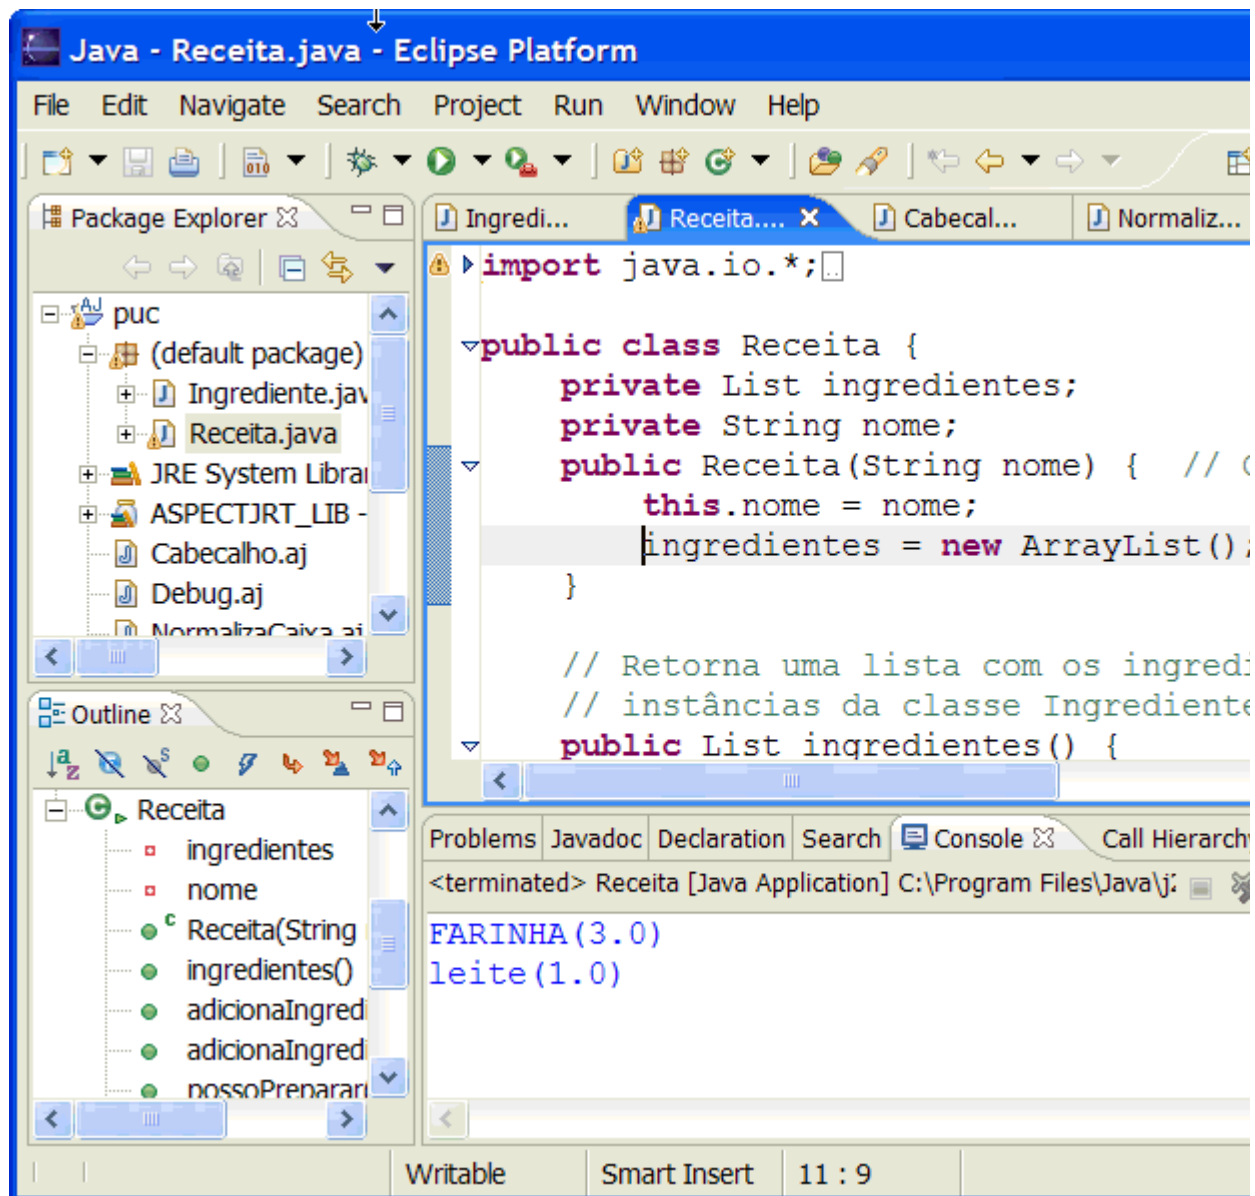 Java - Receita.java - Eclipse Platform
File Edit Navigate Search Project Run Window Help
Package Explorer
puc
(default package)
Ingrediente.jav
Receita.java
JRE System Librar
ASPECTJRT_LIB -
Cabecalho.aj
Debug.aj
NormalizaCaixa.aj
Outline
Receita
ingredientes
nome
Receita(String
ingredientes()
adicionaIngredi
adicionaIngredi
possoPreparar(
Ingredi... Receita.... Cabecal... Normaliz...
import java.io.*;
public class Receita {
private List ingredientes;
private String nome;
public Receita(String nome) { // C
this.nome = nome;
ingredientes = new ArrayList();
}
// Retorna uma lista com os ingredi
// instâncias da classe Ingrediente
public List ingredientes() {
Problems Javadoc Declaration Search Console Call Hierarchy
<terminated> Receita [Java Application] C:\Program Files\Java\j2
FARINHA(3.0)
leite(1.0)
Writable Smart Insert 11 : 9